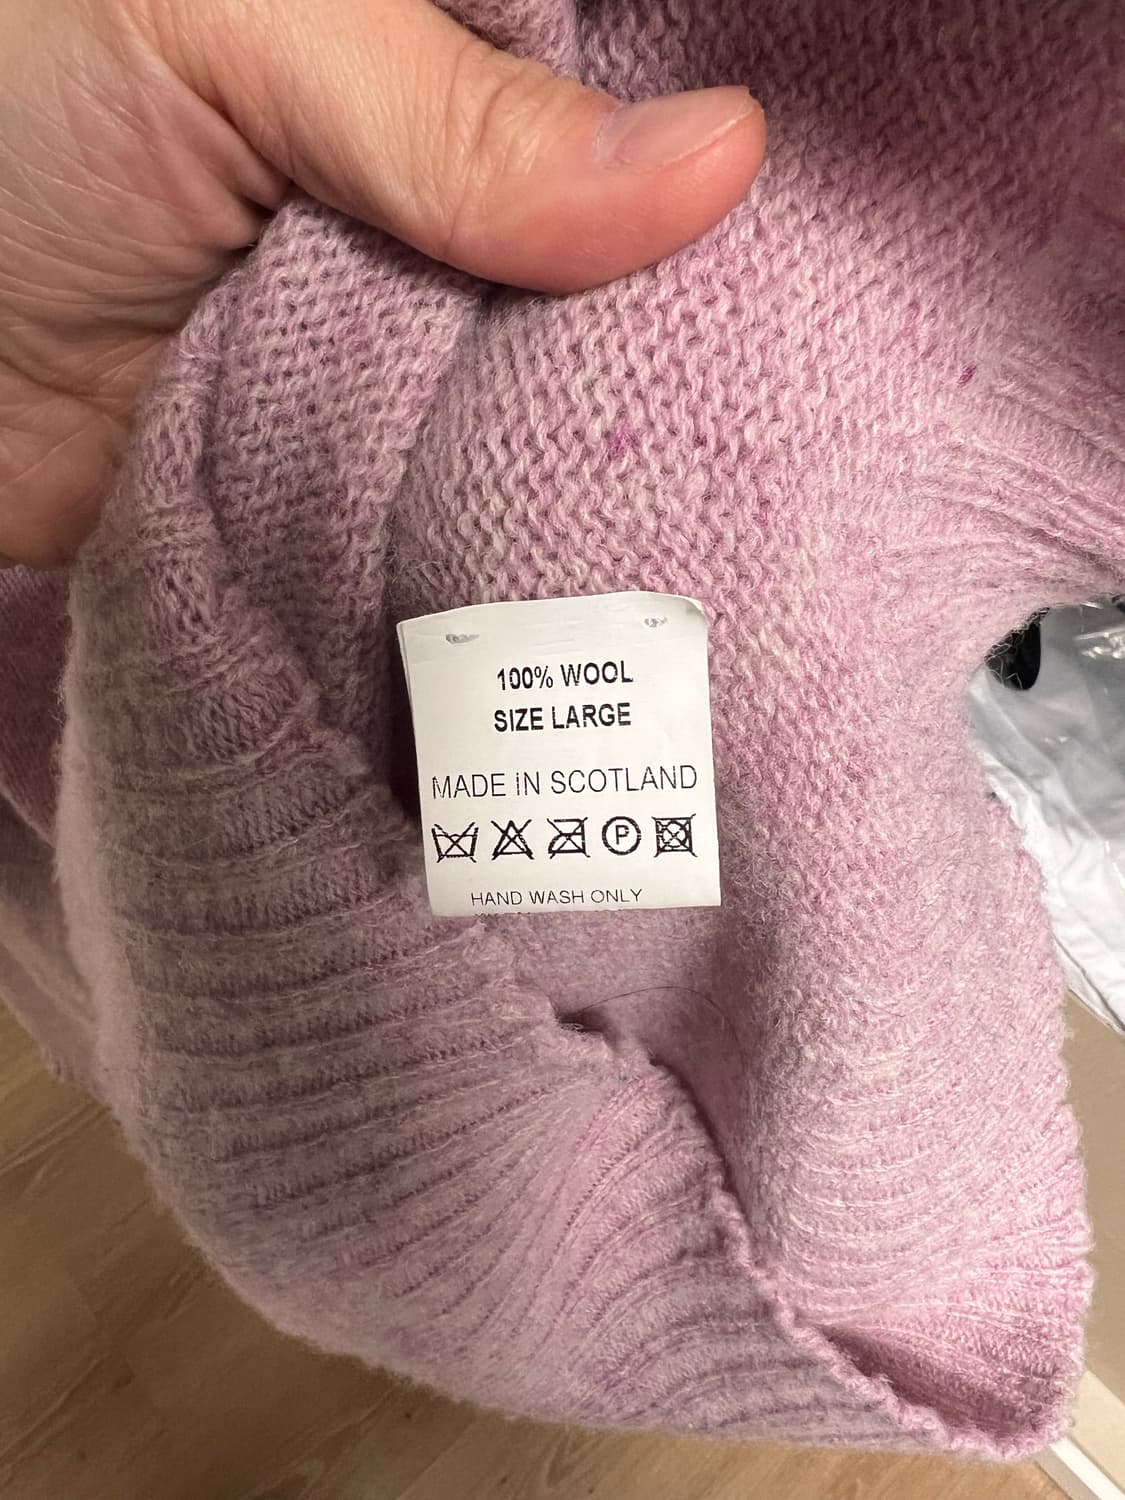 100% WOOL
SIZE LARGE
MADE IN SCOTLAND
P
HAND WASH ONLY